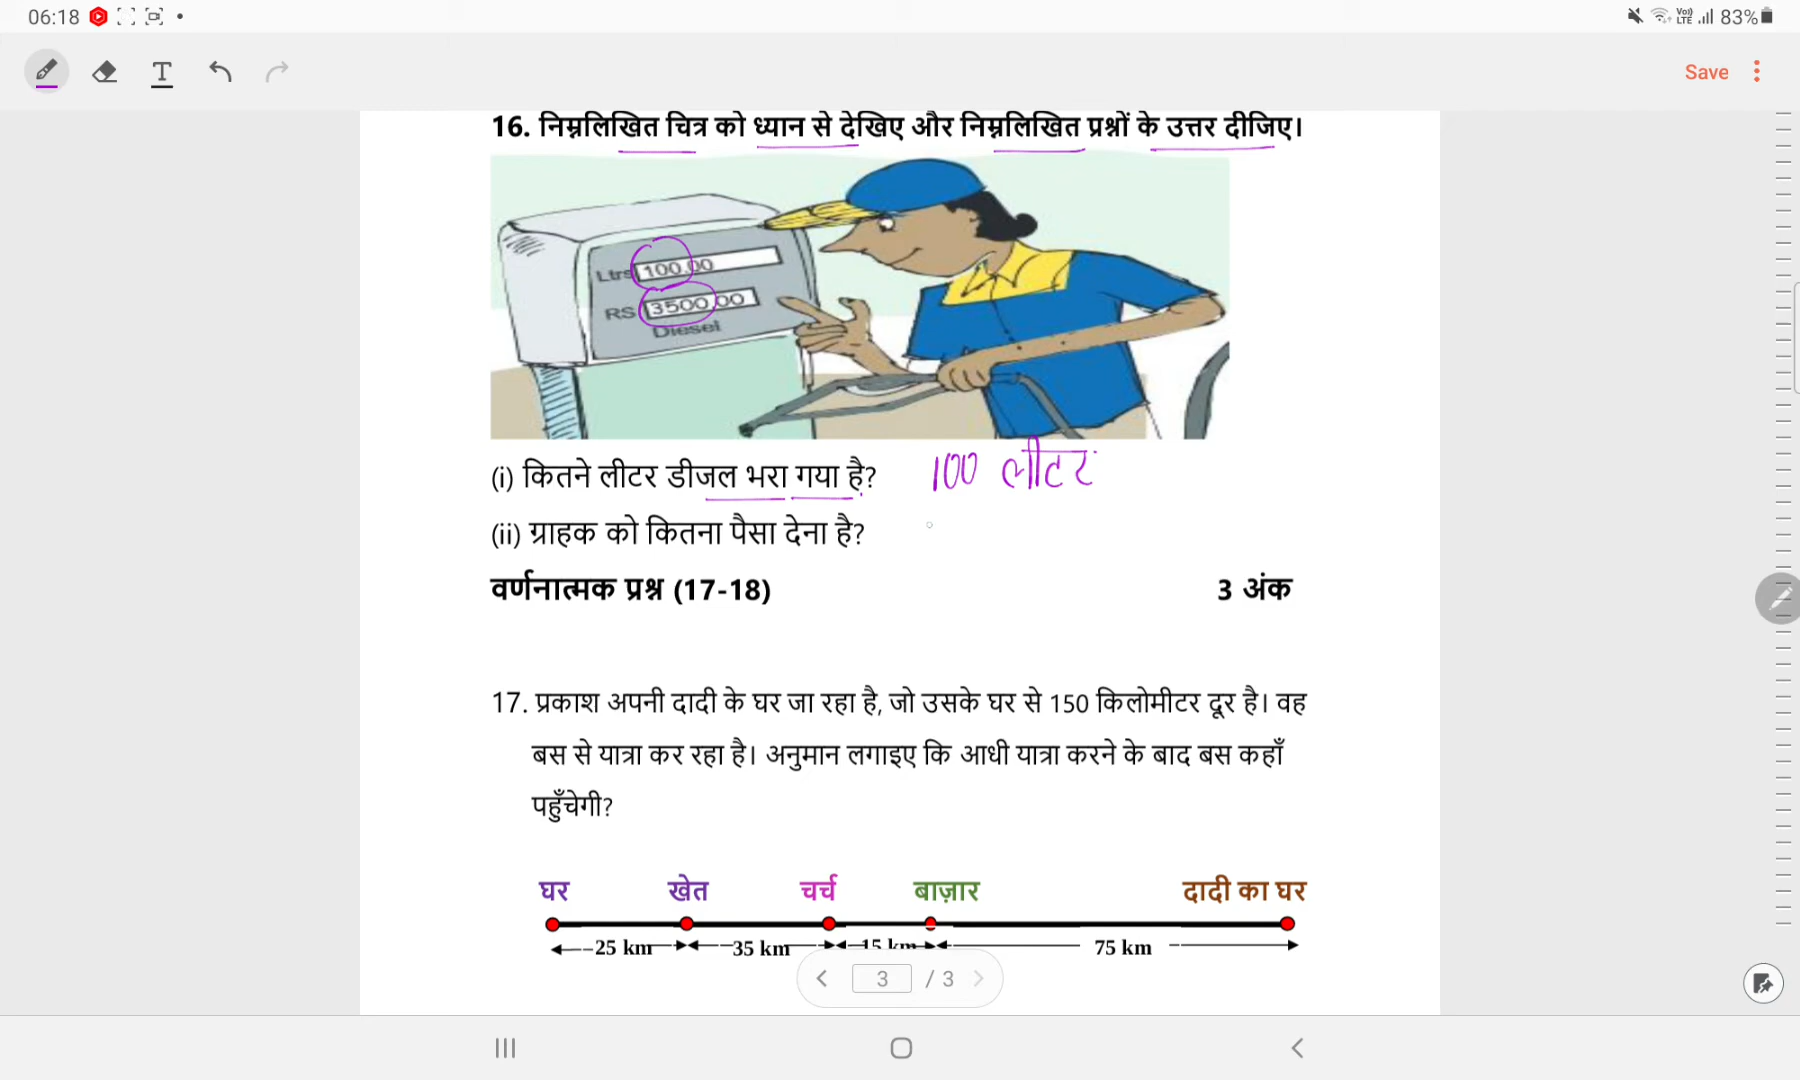 06:18 83%
Save
16. निम्नलिखित चित्र को ध्यान से देखिए और निम्नलिखित प्रश्नों के उत्तर दीजिए।
Ltrs 100.00
RS 3500.00
Diesel
(i) कितने लीटर डीजल भरा गया है? 100 लीटर
(ii) ग्राहक को कितना पैसा देना है?
वर्णनात्मक प्रश्न (17-18) 3 अंक
17. प्रकाश अपनी दादी के घर जा रहा है, जो उसके घर से 150 किलोमीटर दूर है। वह
बस से यात्रा कर रहा है। अनुमान लगाइए कि आधी यात्रा करने के बाद बस कहाँ
पहुँचेगी?
घर खेत चर्च बाज़ार दादी का घर
25 km 35 km 15 km 75 km
3 / 3